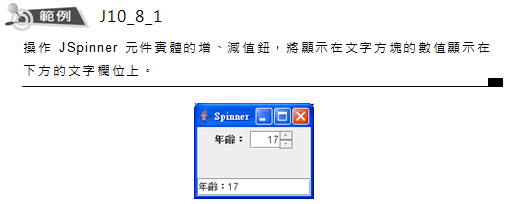 範例 J10_8_1
操作 JSpinner 元件實體的增、減值鈕，將顯示在文字方塊的數值顯示在
下方的文字欄位上。
Spinner
年齡： 17
年齡：17